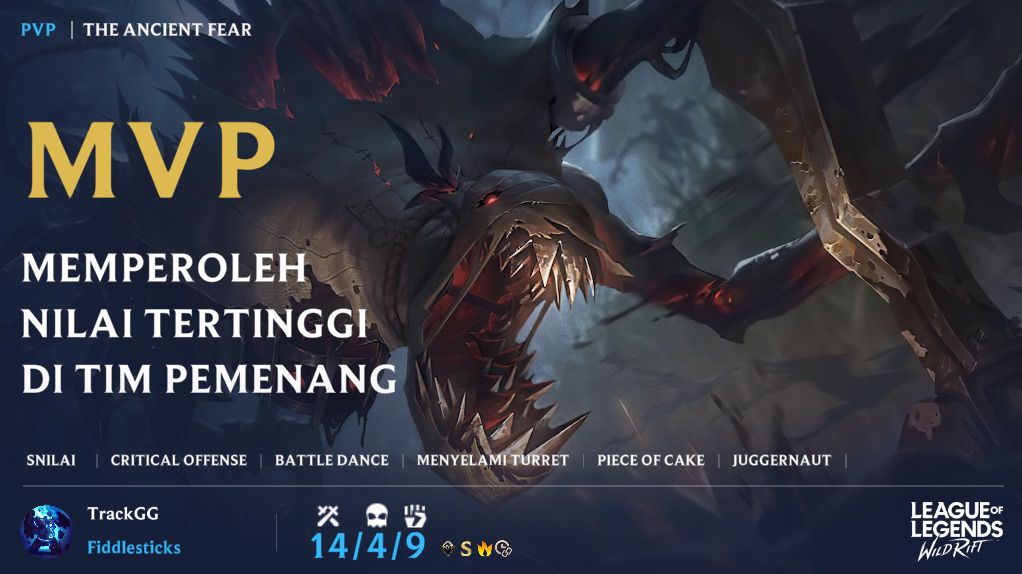 PVP | THE ANCIENT FEAR
MVP
MEMPEROLEH
NILAI TERTINGGI
DI TIM PEMENANG
SNILAI | CRITICAL OFFENSE | BATTLE DANCE | MENYELAMI TURRET | PIECE OF CAKE | JUGGERNAUT |
TrackGG
Fiddlesticks
14/4/9 S
LEAGUE OF
LEGENDS
WILD RIFT